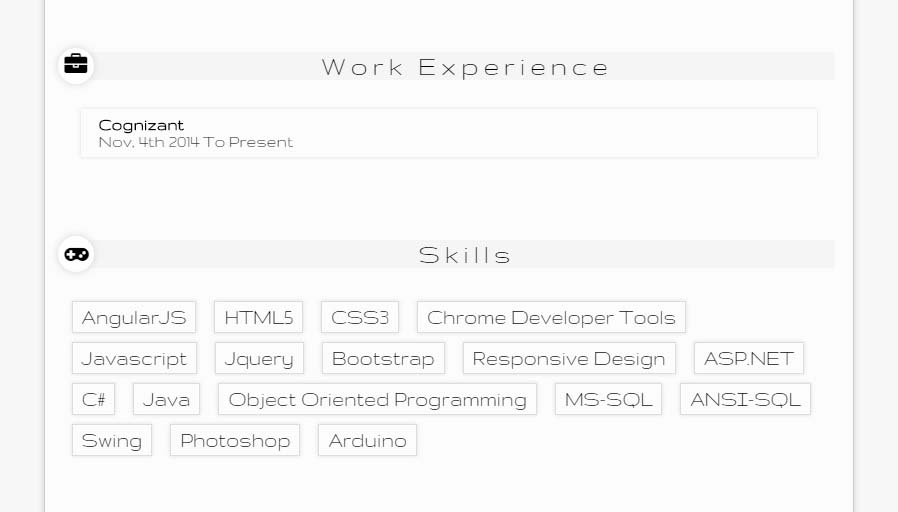 Work Experience
Cognizant
Nov, 4th 2014 To Present
Skills
AngularJS HTML5 CSS3 Chrome Developer Tools
Javascript Jquery Bootstrap Responsive Design ASP.NET
C# Java Object Oriented Programming MS-SQL ANSI-SQL
Swing Photoshop Arduino